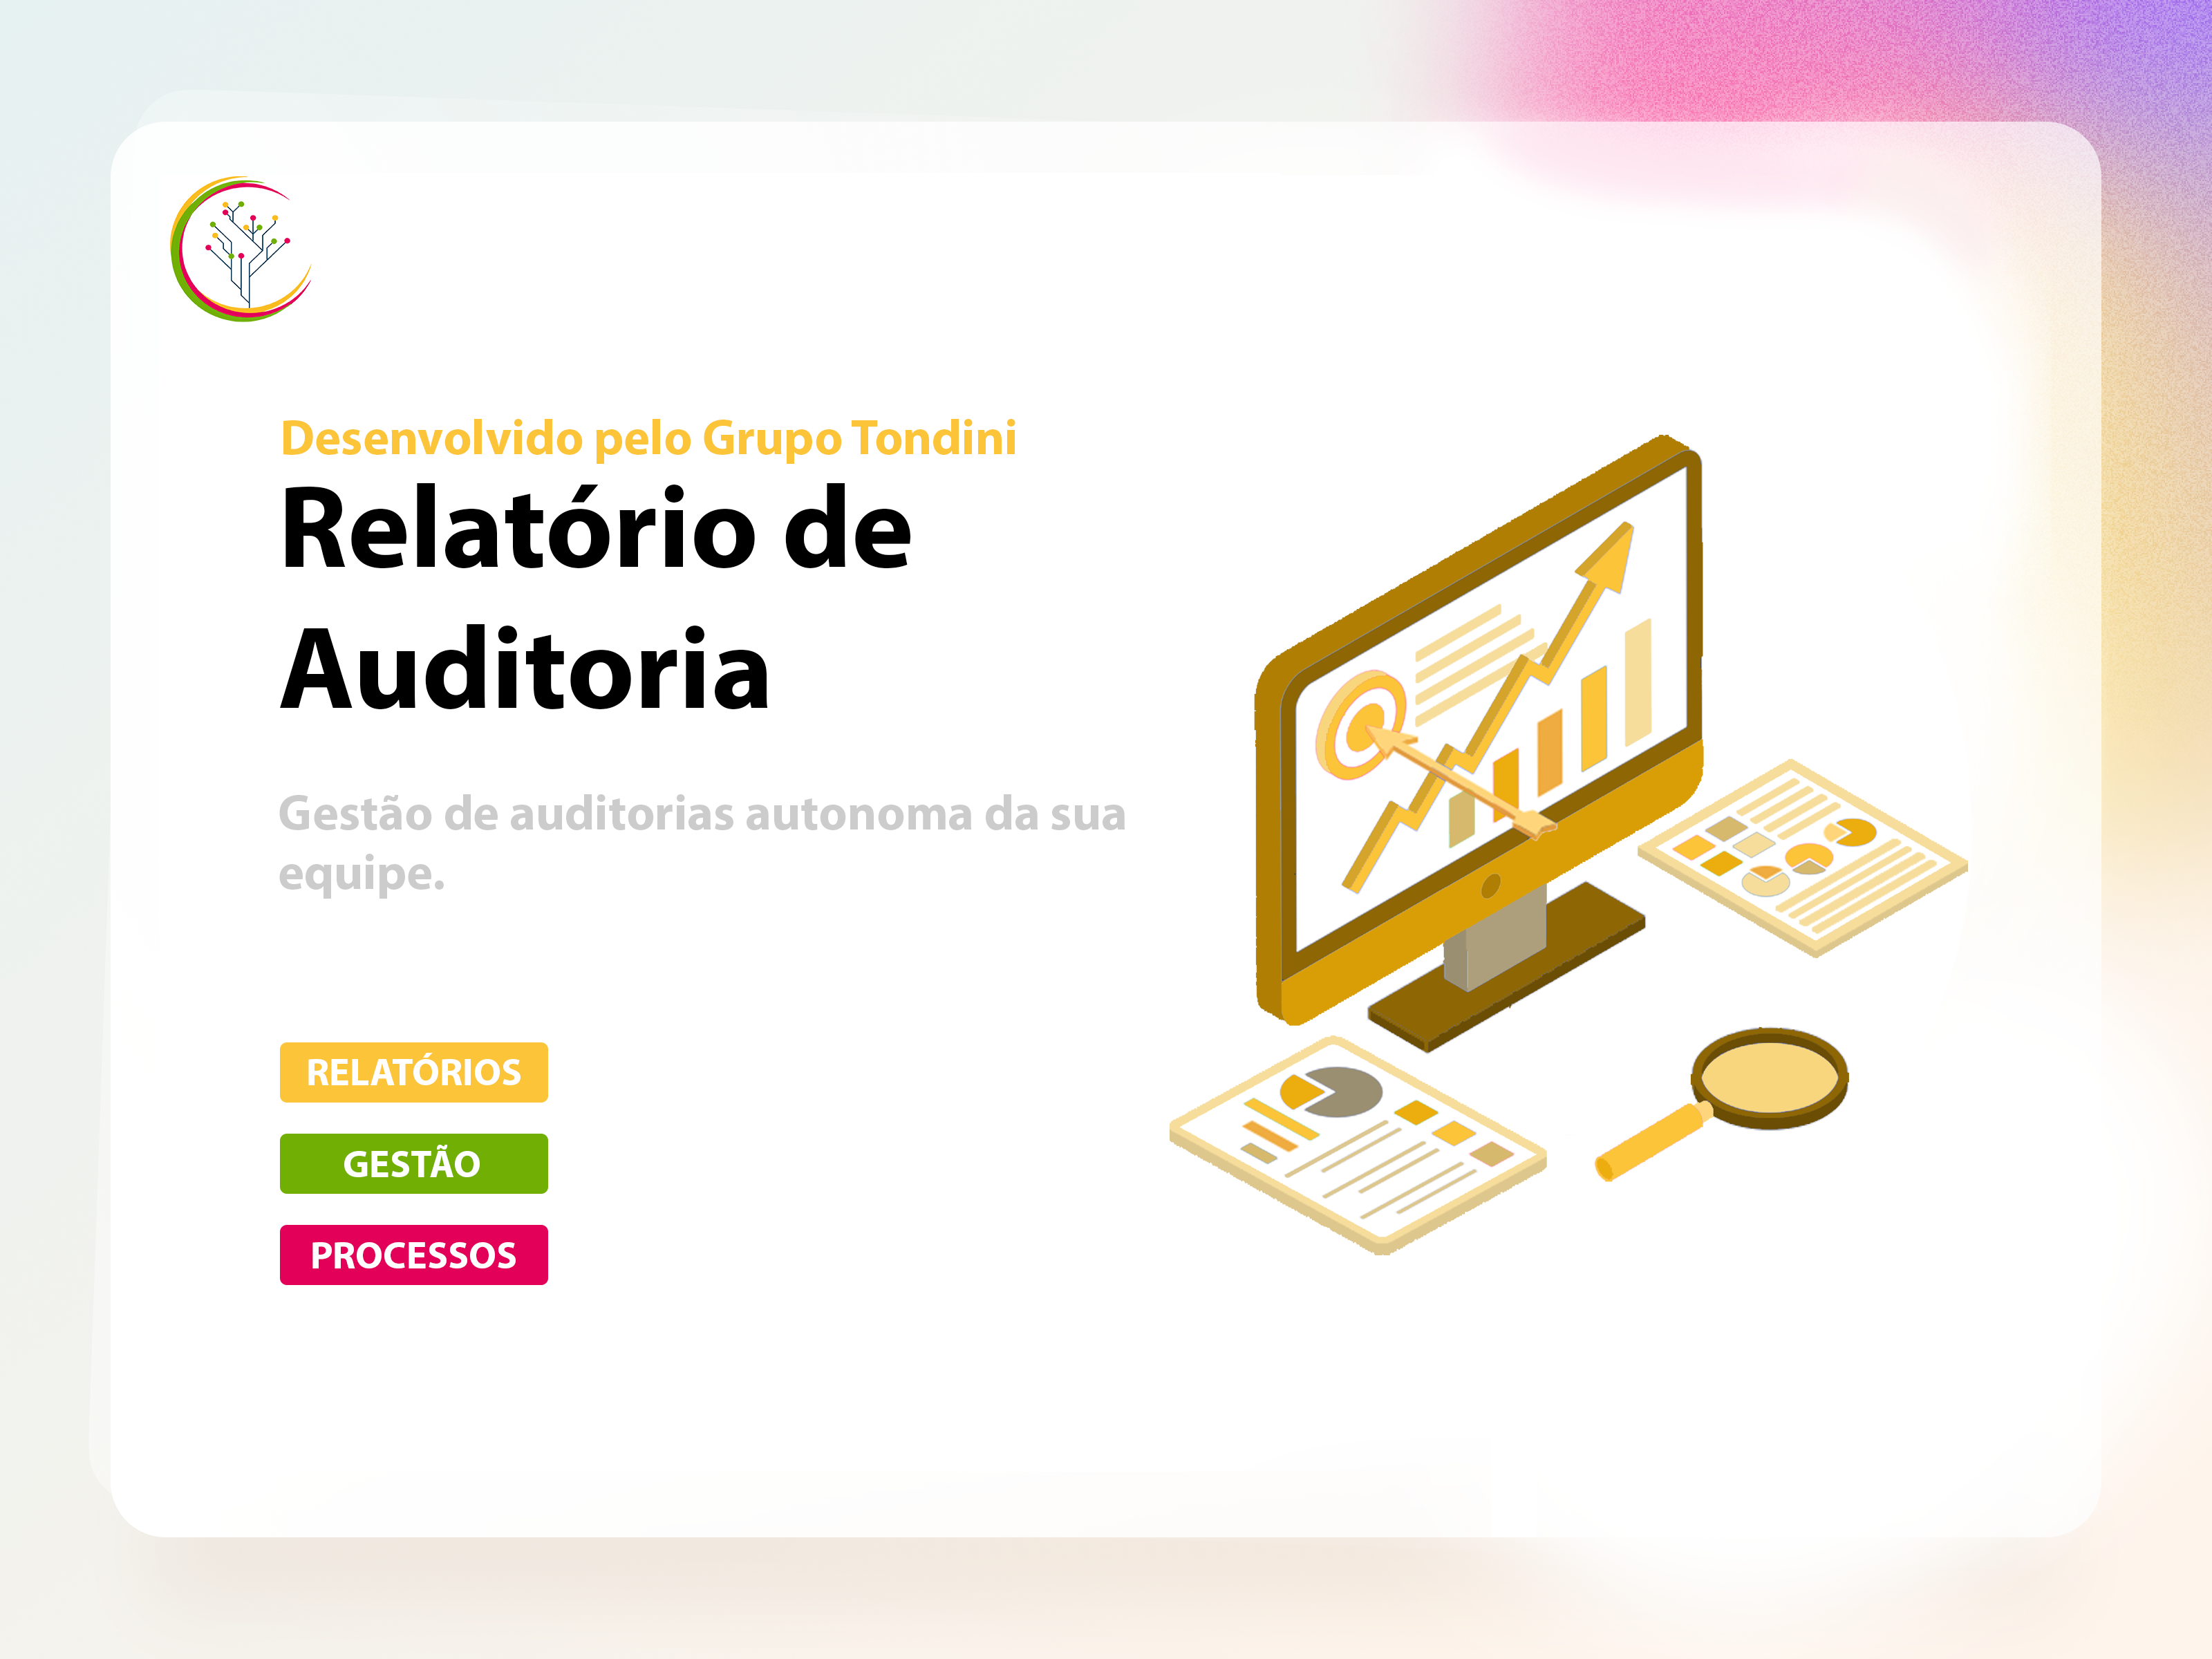 Desenvolvido pelo Grupo Tondini
Relatório de
Auditoria
Gestão de auditorias autonoma da sua
equipe.
RELATÓRIOS
GESTÃO
PROCESSOS